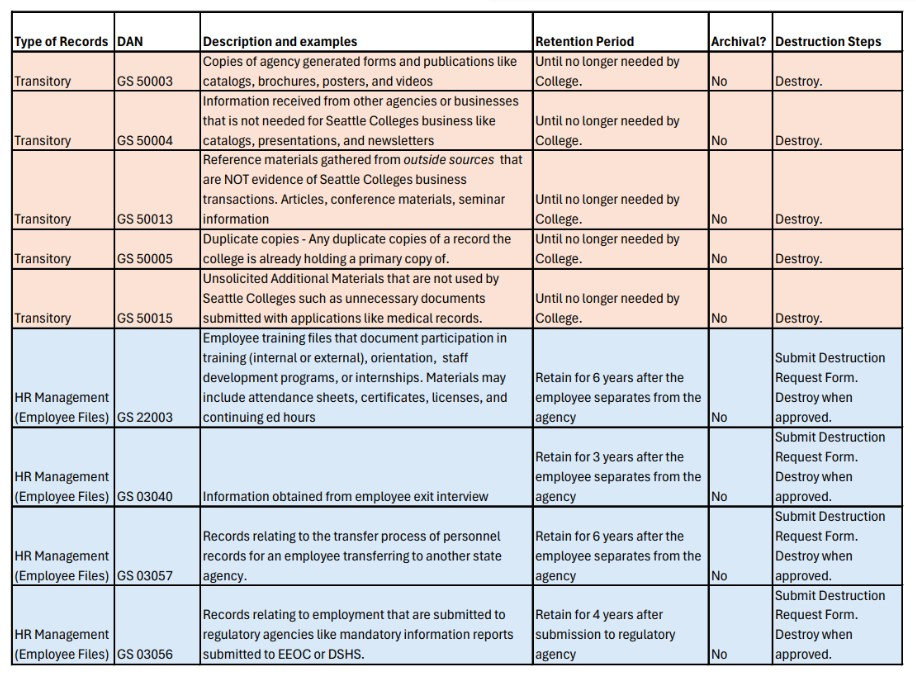 Type of Records DAN Description and examples Retention Period Archival? Destruction Steps
Copies of agency generated forms and publications like
catalogs, brochures, posters, and videos
Until no longer needed by
College.
Transitory GS 50003 No Destroy.
Information received from other agencies or businesses
that is not needed for Seattle Colleges business like
catalogs, presentations, and newsletters
Until no longer needed by
College.
Transitory GS 50004 No Destroy.
Reference materials gathered from outside sources that
are NOT evidence of Seattle Colleges business
transactions. Articles, conference materials, seminar
information
Until no longer needed by
College.
Transitory GS 50013 No Destroy.
Duplicate copies - Any duplicate copies of a record the
college is already holding a primary copy of.
Until no longer needed by
College.
Transitory GS 50005 No Destroy.
Unsolicited Additional Materials that are not used by
Seattle Colleges such as unnecessary documents
submitted with applications like medical records.
Until no longer needed by
College.
Transitory GS 50015 No Destroy.
HR Management
(Employee Files) GS 22003
Employee training files that document participation in
training (internal or external), orientation, staff
development programs, or internships. Materials may
include attendance sheets, certificates, licenses, and
continuing ed hours
Retain for 6 years after the
employee separates from the
agency
No
Submit Destruction
Request Form.
Destroy when
approved.
HR Management
(Employee Files) GS 03040
Information obtained from employee exit interview
Retain for 3 years after the
employee separates from the
agency
No
Submit Destruction
Request Form.
Destroy when
approved.
HR Management
(Employee Files) GS 03057
Records relating to the transfer process of personnel
records for an employee transferring to another state
agency.
Retain for 6 years after the
employee separates from the
agency
No
Submit Destruction
Request Form.
Destroy when
approved.
HR Management
(Employee Files) GS 03056
Records relating to employment that are submitted to
regulatory agencies like mandatory information reports
submitted to EEOC or DSHS.
Retain for 4 years after
submission to regulatory
agency
No
Submit Destruction
Request Form.
Destroy when
approved.